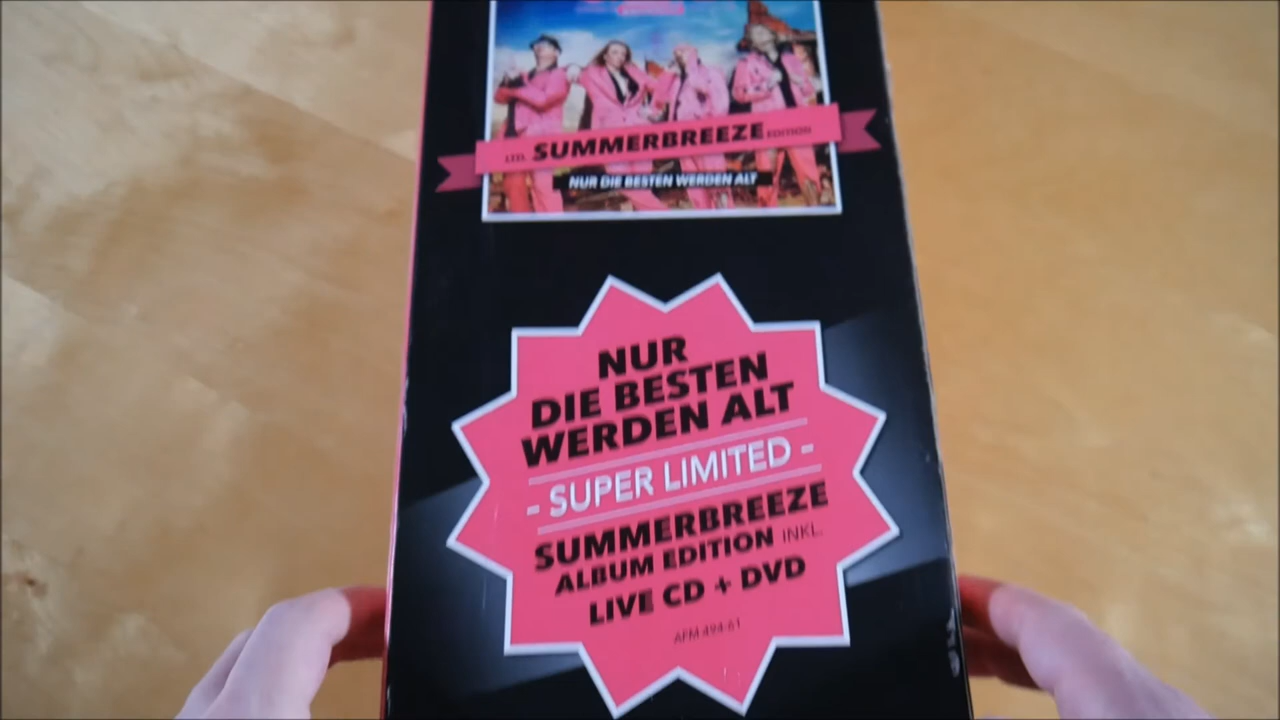 LTD. SUMMERBREEZE EDITION
NUR DIE BESTEN WERDEN ALT
NUR
DIE BESTEN
WERDEN ALT
- SUPER LIMITED -
SUMMERBREEZE
ALBUM EDITION INKL.
LIVE CD + DVD
AFM 494-61